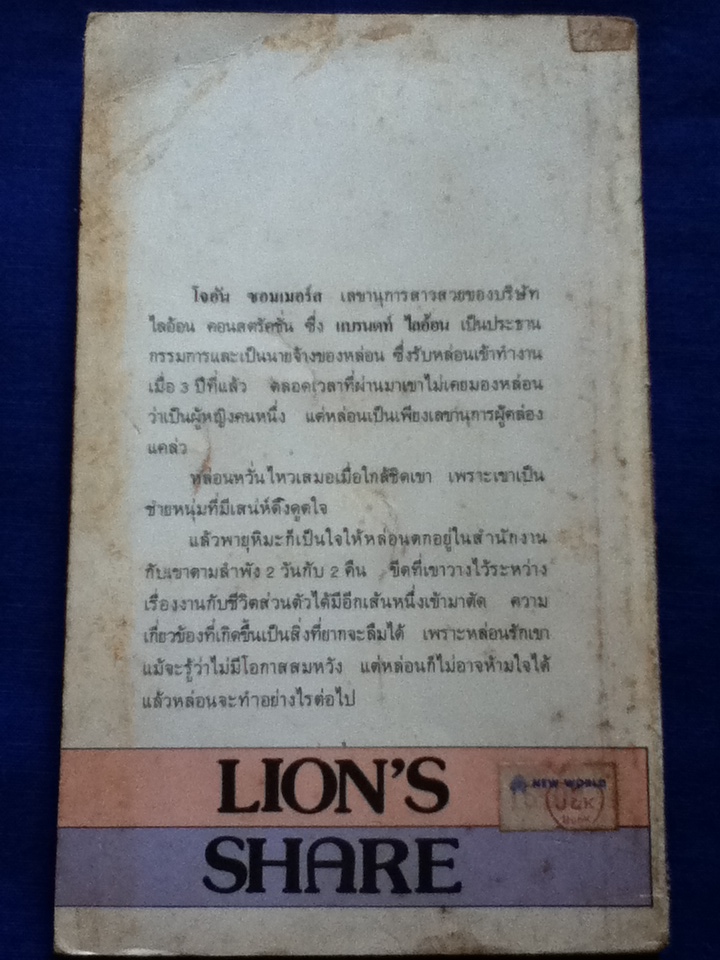 โจอัน ซอมเมอร์ส เลขานุการสาวสวยของบริษัท
ไลอ้อน คอนสตรัคชั่น ซึ่ง แบรนดท์ ไลอ้อน เป็นประธาน
กรรมการและเป็นนายจ้างของหล่อน ซึ่งรับหล่อนเข้าทำงาน
เมื่อ 3 ปีที่แล้ว ตลอดเวลาที่ผ่านมาเขาไม่เคยมองหล่อน
ว่าเป็นผู้หญิงคนหนึ่ง แต่หล่อนเป็นเพียงเลขานุการผู้คล่อง
แคล่ว
หล่อนหวั่นไหวเสมอเมื่อใกล้ชิดเขา เพราะเขาเป็น
ชายหนุ่มที่มีเสน่ห์ดึงดูดใจ
แล้วพายุหิมะก็เป็นใจให้หล่อนตกอยู่ในสำนักงาน
กับเขาตามลำพัง 2 วันกับ 2 คืน ขีดที่เขาวางไว้ระหว่าง
เรื่องงานกับชีวิตส่วนตัวได้มีอีกเส้นหนึ่งเข้ามาตัด ความ
เกี่ยวข้องที่เกิดขึ้นเป็นสิ่งที่ยากจะลืมได้ เพราะหล่อนรักเขา
แม้จะรู้ว่าไม่มีโอกาสสมหวัง แต่หล่อนก็ไม่อาจห้ามใจได้
แล้วหล่อนจะทำอย่างไรต่อไป
LION'S
NEW WORLD
SHARE